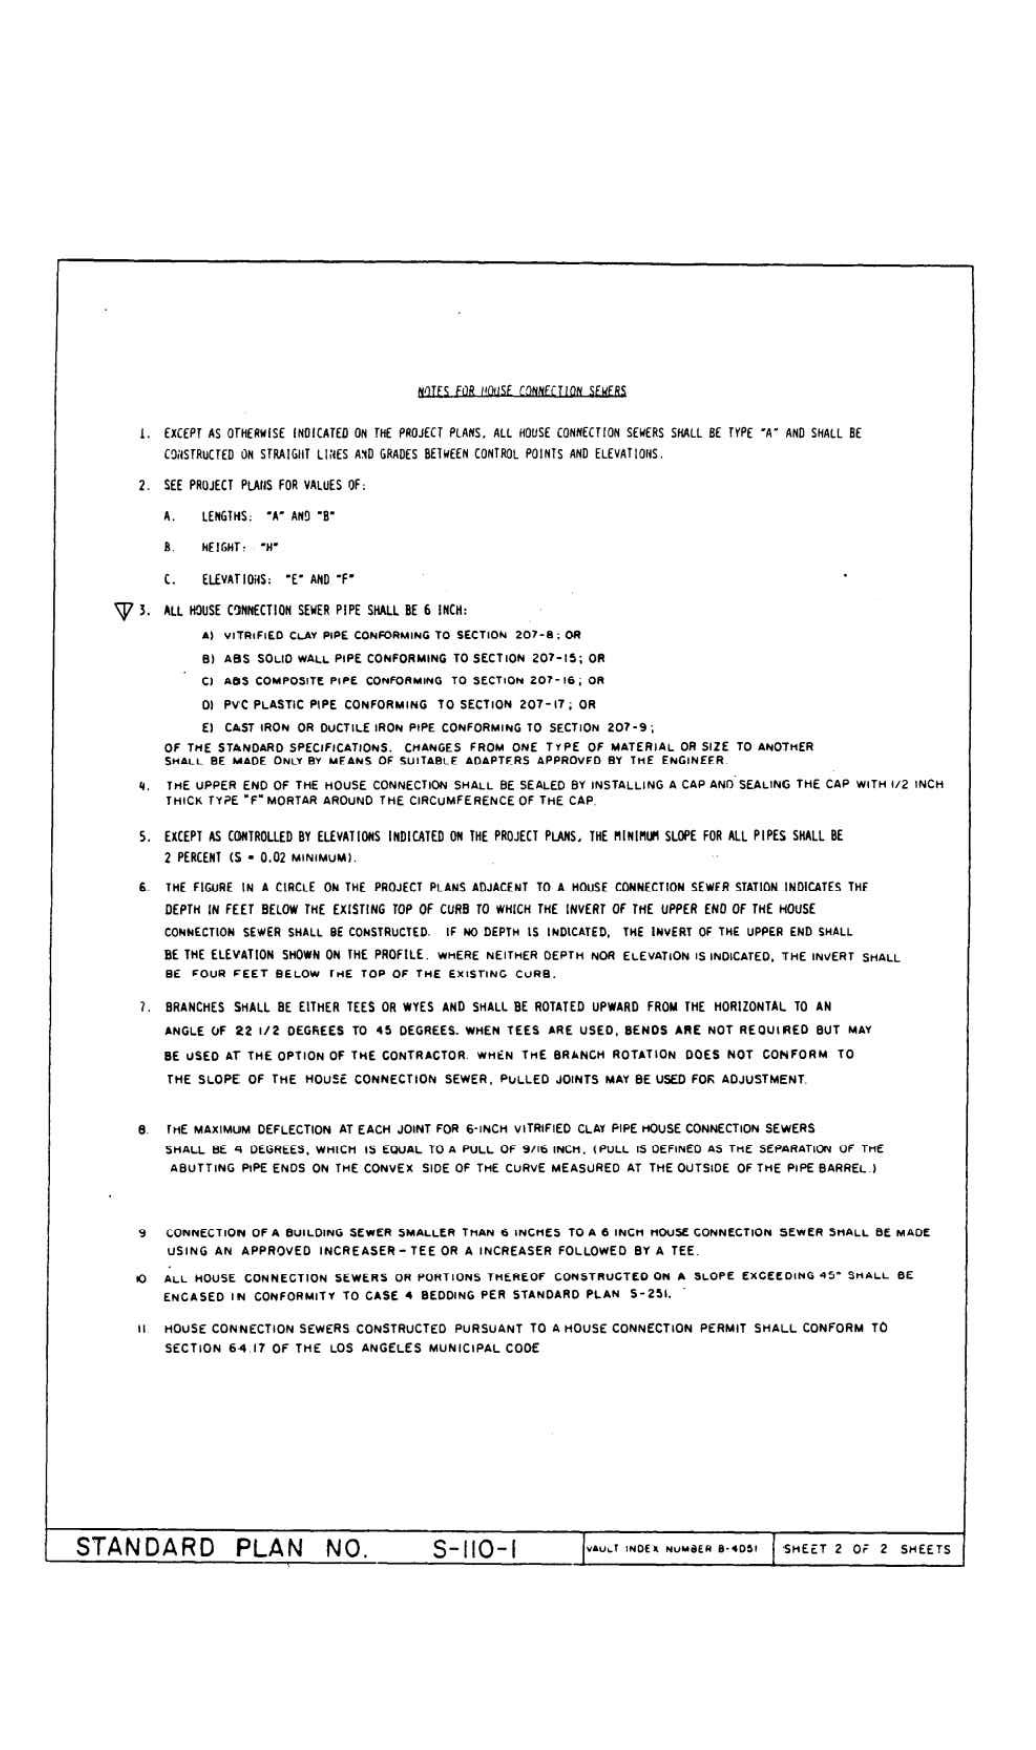 NOTES FOR HOUSE CONNECTION SEWERS
1. EXCEPT AS OTHERWISE INDICATED ON THE PROJECT PLANS, ALL HOUSE CONNECTION SEWERS SHALL BE TYPE "A" AND SHALL BE
CONSTRUCTED ON STRAIGHT LINES AND GRADES BETWEEN CONTROL POINTS AND ELEVATIONS.
2. SEE PROJECT PLANS FOR VALUES OF:
A. LENGTHS: "A" AND "B"
B. HEIGHT: "H"
C. ELEVATIONS: "E" AND "F"
1 3. ALL HOUSE CONNECTION SEWER PIPE SHALL BE 6 INCH:
A) VITRIFIED CLAY PIPE CONFORMING TO SECTION 207-8; OR
B) ABS SOLID WALL PIPE CONFORMING TO SECTION 207-15; OR
C) ABS COMPOSITE PIPE CONFORMING TO SECTION 207-16; OR
D) PVC PLASTIC PIPE CONFORMING TO SECTION 207-17; OR
E) CAST IRON OR DUCTILE IRON PIPE CONFORMING TO SECTION 207-9;
OF THE STANDARD SPECIFICATIONS. CHANGES FROM ONE TYPE OF MATERIAL OR SIZE TO ANOTHER
SHALL BE MADE ONLY BY MEANS OF SUITABLE ADAPTERS APPROVED BY THE ENGINEER.
4. THE UPPER END OF THE HOUSE CONNECTION SHALL BE SEALED BY INSTALLING A CAP AND SEALING THE CAP WITH 1/2 INCH
THICK TYPE "F" MORTAR AROUND THE CIRCUMFERENCE OF THE CAP.
5. EXCEPT AS CONTROLLED BY ELEVATIONS INDICATED ON THE PROJECT PLANS, THE MINIMUM SLOPE FOR ALL PIPES SHALL BE
2 PERCENT (S = 0.02 MINIMUM).
6. THE FIGURE IN A CIRCLE ON THE PROJECT PLANS ADJACENT TO A HOUSE CONNECTION SEWER STATION INDICATES THE
DEPTH IN FEET BELOW THE EXISTING TOP OF CURB TO WHICH THE INVERT OF THE UPPER END OF THE HOUSE
CONNECTION SEWER SHALL BE CONSTRUCTED. IF NO DEPTH IS INDICATED, THE INVERT OF THE UPPER END SHALL
BE THE ELEVATION SHOWN ON THE PROFILE. WHERE NEITHER DEPTH NOR ELEVATION IS INDICATED, THE INVERT SHALL
BE FOUR FEET BELOW THE TOP OF THE EXISTING CURB.
7. BRANCHES SHALL BE EITHER TEES OR WYES AND SHALL BE ROTATED UPWARD FROM THE HORIZONTAL TO AN
ANGLE OF 22 1/2 DEGREES TO 45 DEGREES. WHEN TEES ARE USED, BENDS ARE NOT REQUIRED BUT MAY
BE USED AT THE OPTION OF THE CONTRACTOR. WHEN THE BRANCH ROTATION DOES NOT CONFORM TO
THE SLOPE OF THE HOUSE CONNECTION SEWER, PULLED JOINTS MAY BE USED FOR ADJUSTMENT.
8. THE MAXIMUM DEFLECTION AT EACH JOINT FOR 6-INCH VITRIFIED CLAY PIPE HOUSE CONNECTION SEWERS
SHALL BE 4 DEGREES, WHICH IS EQUAL TO A PULL OF 9/16 INCH. (PULL IS DEFINED AS THE SEPARATION OF THE
ABUTTING PIPE ENDS ON THE CONVEX SIDE OF THE CURVE MEASURED AT THE OUTSIDE OF THE PIPE BARREL.)
9 CONNECTION OF A BUILDING SEWER SMALLER THAN 6 INCHES TO A 6 INCH HOUSE CONNECTION SEWER SHALL BE MADE
USING AN APPROVED INCREASER-TEE OR A INCREASER FOLLOWED BY A TEE.
10 ALL HOUSE CONNECTION SEWERS OR PORTIONS THEREOF CONSTRUCTED ON A SLOPE EXCEEDING 45° SHALL BE
ENCASED IN CONFORMITY TO CASE 4 BEDDING PER STANDARD PLAN S-251.
11 HOUSE CONNECTION SEWERS CONSTRUCTED PURSUANT TO A HOUSE CONNECTION PERMIT SHALL CONFORM TO
SECTION 64.17 OF THE LOS ANGELES MUNICIPAL CODE
STANDARD PLAN NO. S-110-1 VAULT INDEX NUMBER B-4051 SHEET 2 OF 2 SHEETS